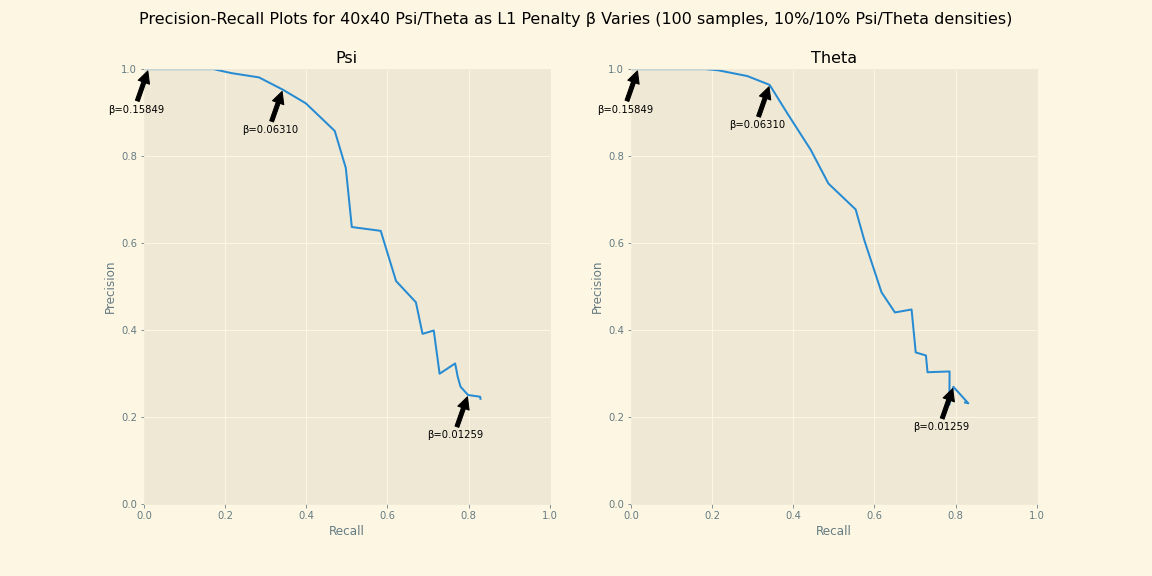 Precision-Recall Plots for 40x40 Psi/Theta as L1 Penalty β Varies (100 samples, 10%/10% Psi/Theta densities)
Psi
1.0
0.8
0.6
0.4
0.2
0.0
0.0 0.2 0.4 0.6 0.8 1.0
Precision
Recall
β=0.15849
β=0.06310
β=0.01259
Theta
1.0
0.8
0.6
0.4
0.2
0.0
0.0 0.2 0.4 0.6 0.8 1.0
Precision
Recall
β=0.15849
β=0.06310
β=0.01259